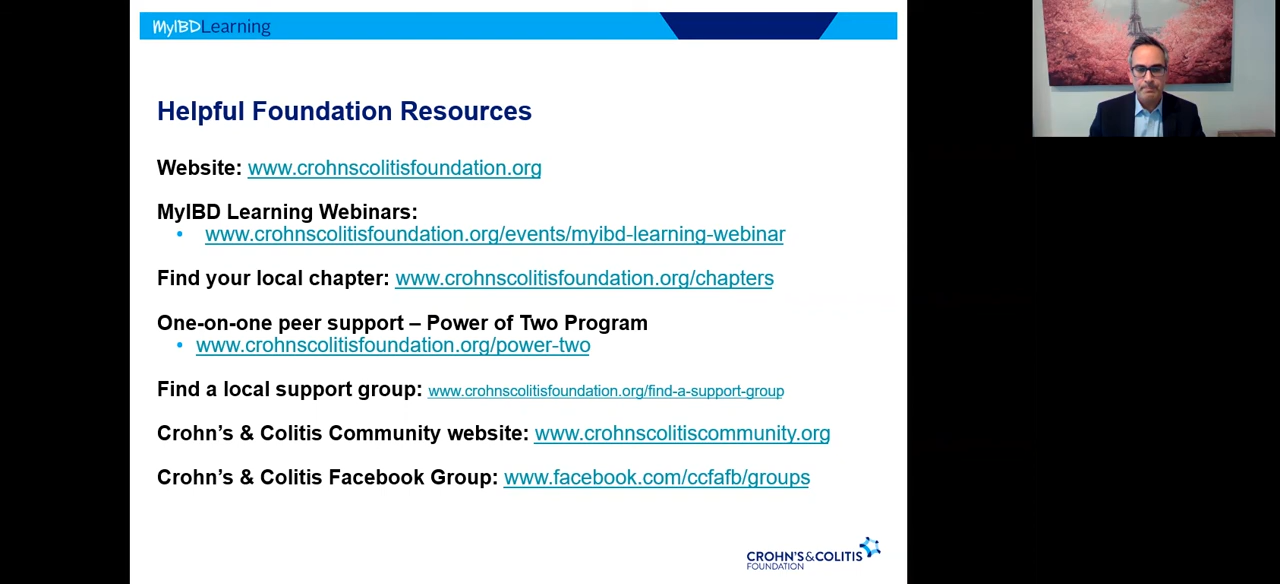 MyIBDLearning
Helpful Foundation Resources
Website: www.crohnscolitisfoundation.org
MyIBD Learning Webinars:
• www.crohnscolitisfoundation.org/events/myibd-learning-webinar
Find your local chapter: www.crohnscolitisfoundation.org/chapters
One-on-one peer support – Power of Two Program
• www.crohnscolitisfoundation.org/power-two
Find a local support group: www.crohnscolitisfoundation.org/find-a-support-group
Crohn’s & Colitis Community website: www.crohnscolitiscommunity.org
Crohn’s & Colitis Facebook Group: www.facebook.com/ccfafb/groups
CROHN'S&COLITIS
FOUNDATION